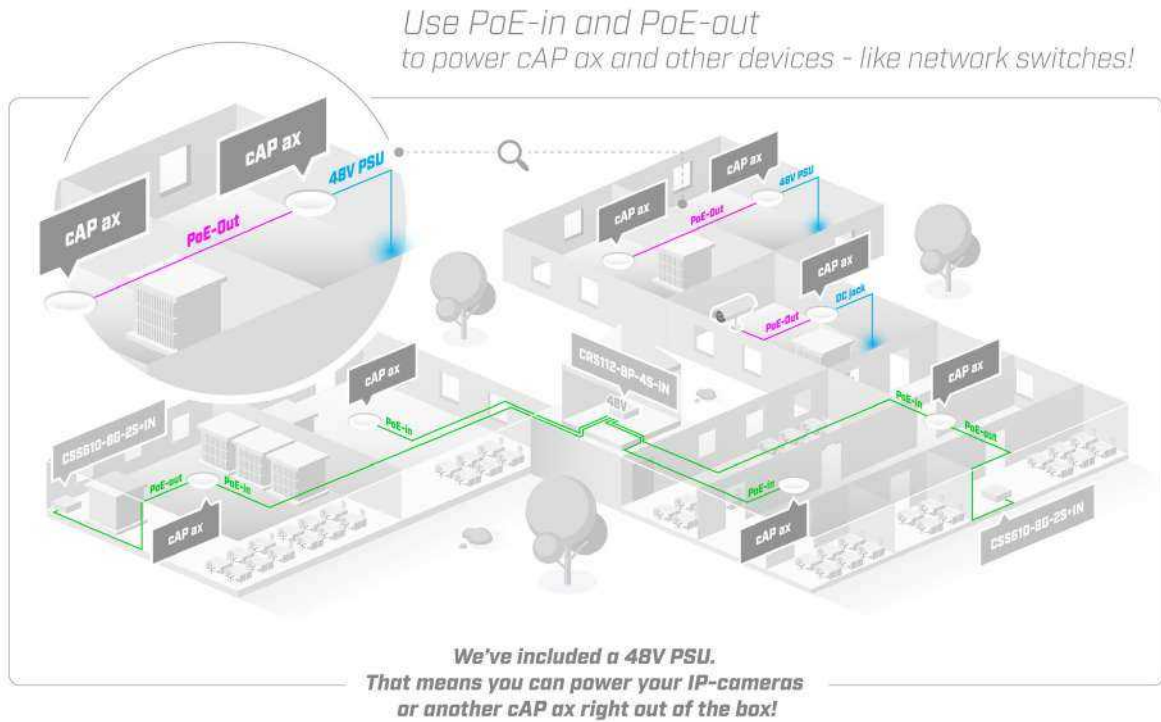 Use PoE-in and PoE-out
to power cAP ax and other devices - like network switches!
cAP ax
48V PSU
cAP ax
PoE-Out
cAP ax
48V PSU
cAP ax
PoE-Out
cAP ax
DC jack
PoE-Out
CRS112-8P-4S-IN
48V
cAP ax
PoE-in
cAP ax
PoE-in
PoE-out
CSS610-8G-2S+IN
PoE-out
PoE-in
cAP ax
PoE-in
cAP ax
CSS610-8G-2S+IN
We've included a 48V PSU.
That means you can power your IP-cameras
or another cAP ax right out of the box!